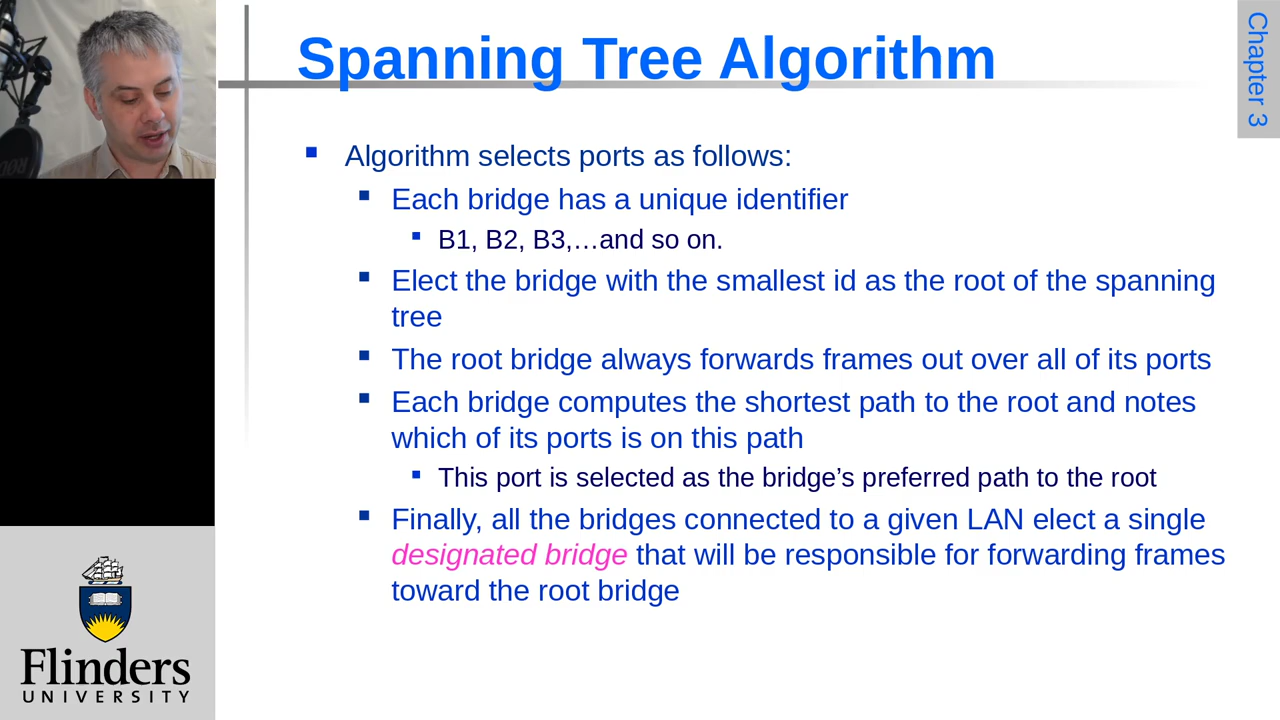 Spanning Tree Algorithm
Chapter 3
Algorithm selects ports as follows:
Each bridge has a unique identifier
B1, B2, B3,…and so on.
Elect the bridge with the smallest id as the root of the spanning
tree
The root bridge always forwards frames out over all of its ports
Each bridge computes the shortest path to the root and notes
which of its ports is on this path
This port is selected as the bridge’s preferred path to the root
Finally, all the bridges connected to a given LAN elect a single
designated bridge that will be responsible for forwarding frames
toward the root bridge
Flinders
UNIVERSITY